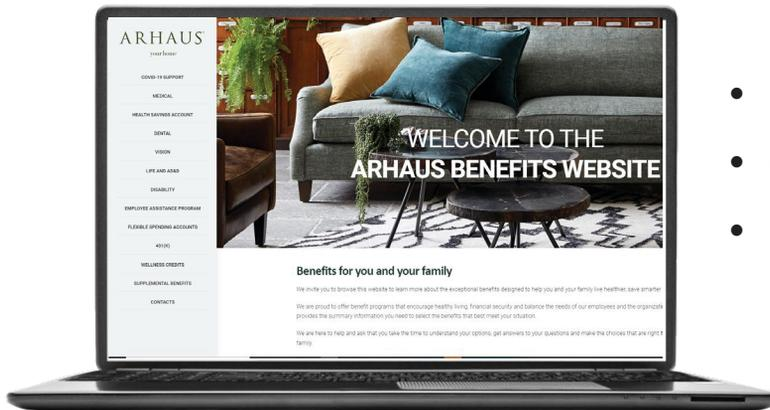 ARHAUS
your home
COVID-19 SUPPORT
MEDICAL
HEALTH SAVINGS ACCOUNT
DENTAL
VISION
LIFE AND AD&D
DISABILITY
EMPLOYEE ASSISTANCE PROGRAM
FLEXIBLE SPENDING ACCOUNTS
401(K)
WELLNESS CREDITS
SUPPLEMENTAL BENEFITS
CONTACTS
WELCOME TO THE
ARHAUS BENEFITS WEBSITE
Benefits for you and your family
We invite you to browse this website to learn more about the exceptional benefits designed to help you and your family live healthier, save smarter
We are proud to offer benefit programs that encourage healthy living, financial security and balance the needs of our employees and the
provides the summary information you need to select the benefits that best meet your situation.
We are here to help and ask that you take the time to understand your options, get answers to your questions and make the choices that are right
family.